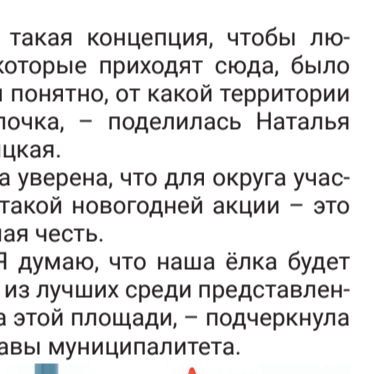 такая концепция, чтобы лю-
которые приходят сюда, было
понятно, от какой территории
лочка, – поделилась Наталья
цкая.
а уверена, что для округа учас-
такой новогодней акции – это
ая честь.
Я думаю, что наша ёлка будет
из лучших среди представлен-
а этой площади, – подчеркнула
авы муниципалитета.